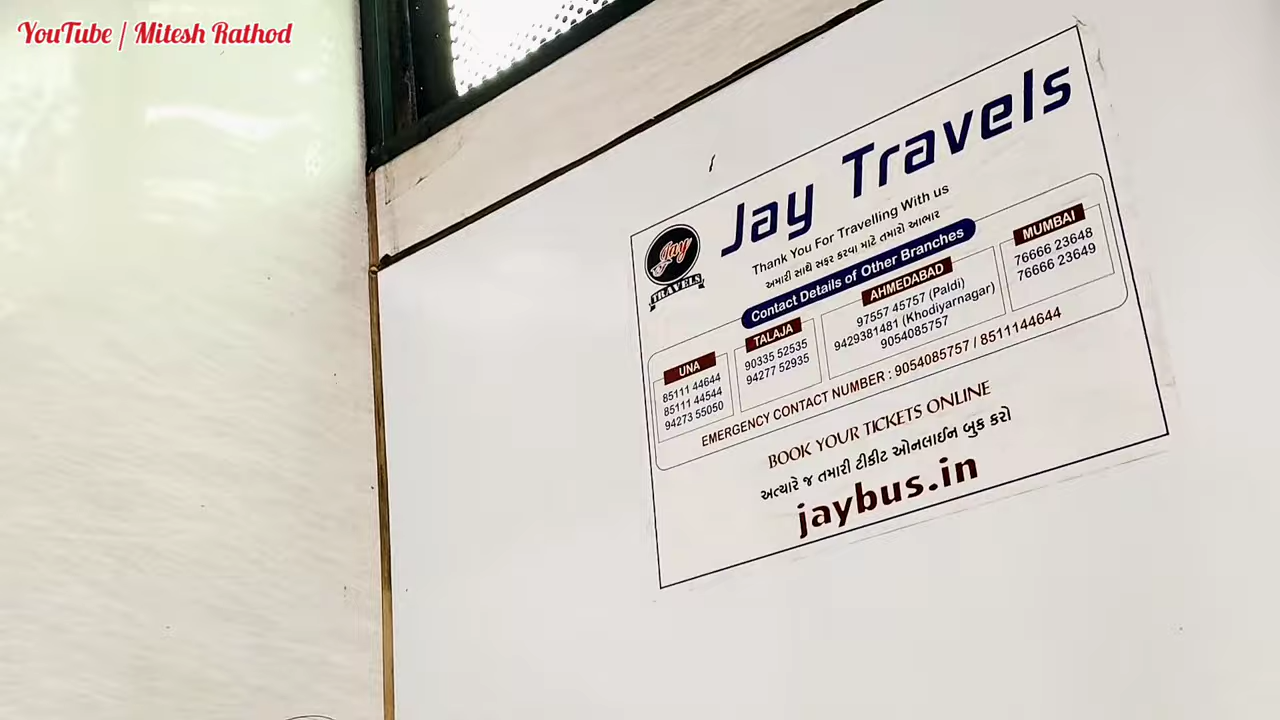 YouTube / Mitesh Rathod
Jay Travels
Jay
TRAVELS
Thank You For Travelling With us
અમારી સાથે સફર કરવા માટે તમારો આભાર
Contact Details of Other Branches
UNA
85111 44644
85111 44544
94273 55050
TALAJA
90335 52535
94277 52935
AHMEDABAD
97557 45757 (Paldi)
9429381481 (Khodiyarnagar)
9054085757
MUMBAI
76666 23648
76666 23649
EMERGENCY CONTACT NUMBER : 9054085757 / 8511144644
BOOK YOUR TICKETS ONLINE
અત્યારે જ તમારી ટીકીટ ઓનલાઈન બુક કરો
jaybus.in